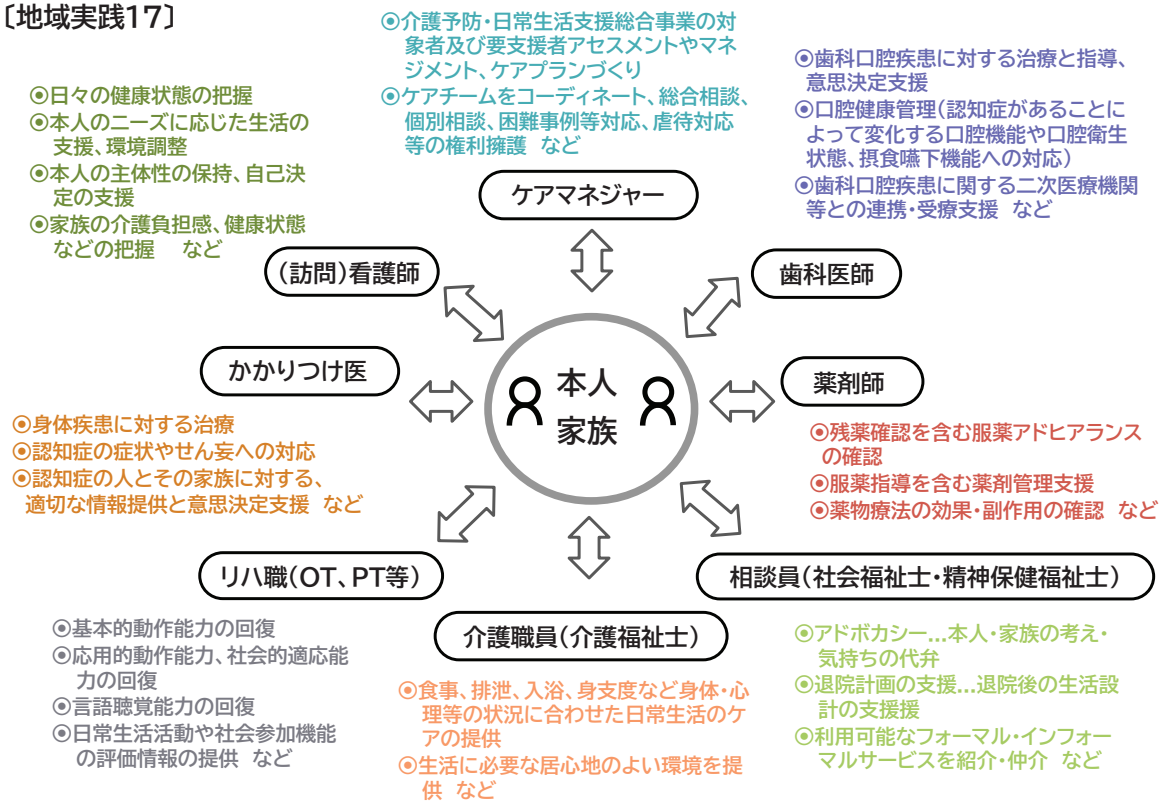 〔地域実践17〕
◉介護予防・日常生活支援総合事業の対
象者及び要支援者アセスメントやマネ
ジメント、ケアプランづくり
◉ケアチームをコーディネート、総合相談、
個別相談、困難事例等対応、虐待対応
等の権利擁護 など
ケアマネジャー
◉日々の健康状態の把握
◉本人のニーズに応じた生活の
支援、環境調整
◉本人の主体性の保持、自己決
定の支援
◉家族の介護負担感、健康状態
などの把握 など
(訪問)看護師
◉歯科口腔疾患に対する治療と指導、
意思決定支援
◉口腔健康管理(認知症があることに
よって変化する口腔機能や口腔衛生
状態、摂食嚥下機能への対応)
◉歯科口腔疾患に関する二次医療機関
等との連携・受療支援 など
歯科医師
かかりつけ医
◉身体疾患に対する治療
◉認知症の症状やせん妄への対応
◉認知症の人とその家族に対する、
適切な情報提供と意思決定支援 など
本人
家族
薬剤師
◉残薬確認を含む服薬アドヒアランス
の確認
◉服薬指導を含む薬剤管理支援
◉薬物療法の効果・副作用の確認 など
リハ職(OT、PT等)
◉基本的動作能力の回復
◉応用的動作能力、社会的適応能
力の回復
◉言語聴覚能力の回復
◉日常生活活動や社会参加機能
の評価情報の提供 など
介護職員(介護福祉士)
◉食事、排泄、入浴、身支度など身体・心
理等の状況に合わせた日常生活のケ
アの提供
◉生活に必要な居心地のよい環境を提
供 など
相談員(社会福祉士・精神保健福祉士)
◉アドボカシー…本人・家族の考え・
気持ちの代弁
◉退院計画の支援…退院後の生活設
計の支援援
◉利用可能なフォーマル・インフォー
マルサービスを紹介・仲介 など